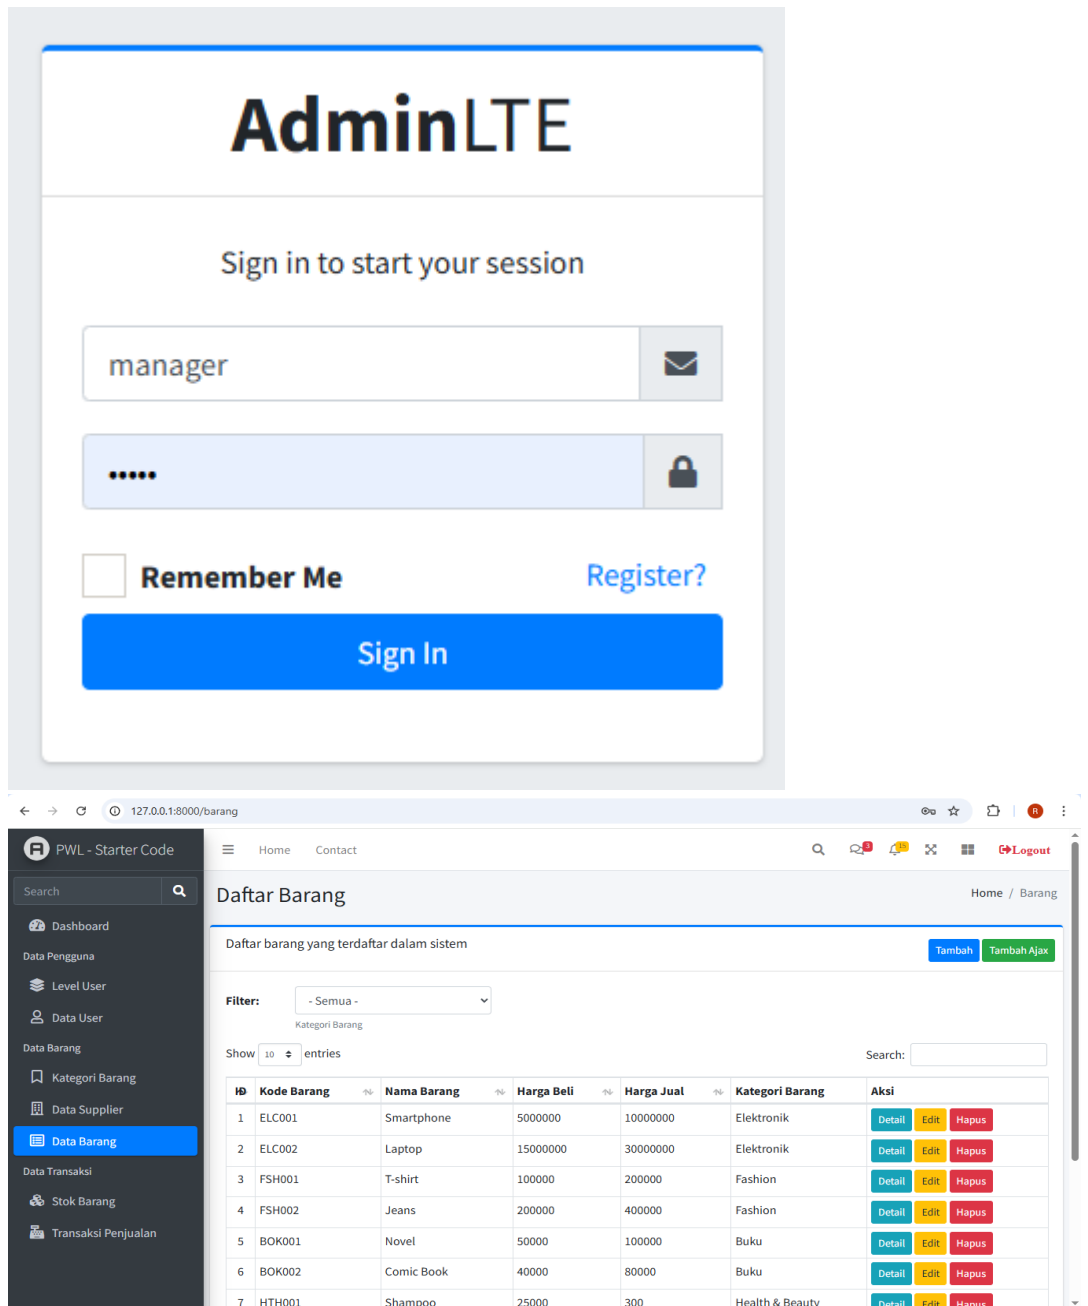 AdminLTE
Sign in to start your session
manager
•••••
Remember Me
Register?
Sign In
127.0.0.1:8000/barang
R
PWL - Starter Code
Home
Contact
3
15
Logout
Search
Daftar Barang
Home / Barang
Dashboard
Data Pengguna
Level User
Data User
Data Barang
Kategori Barang
Data Supplier
Data Barang
Data Transaksi
Stok Barang
Transaksi Penjualan
Daftar barang yang terdaftar dalam sistem
Tambah
Tambah Ajax
Filter:
- Semua -
Kategori Barang
Show 10 entries
Search:
ID Kode Barang Nama Barang Harga Beli Harga Jual Kategori Barang Aksi
1 ELC001 Smartphone 5000000 10000000 Elektronik Detail Edit Hapus
2 ELC002 Laptop 15000000 30000000 Elektronik Detail Edit Hapus
3 FSH001 T-shirt 100000 200000 Fashion Detail Edit Hapus
4 FSH002 Jeans 200000 400000 Fashion Detail Edit Hapus
5 BOK001 Novel 50000 100000 Buku Detail Edit Hapus
6 BOK002 Comic Book 40000 80000 Buku Detail Edit Hapus
7 HTH001 Shampoo 25000 300 Health & Beauty Detail Edit Hapus